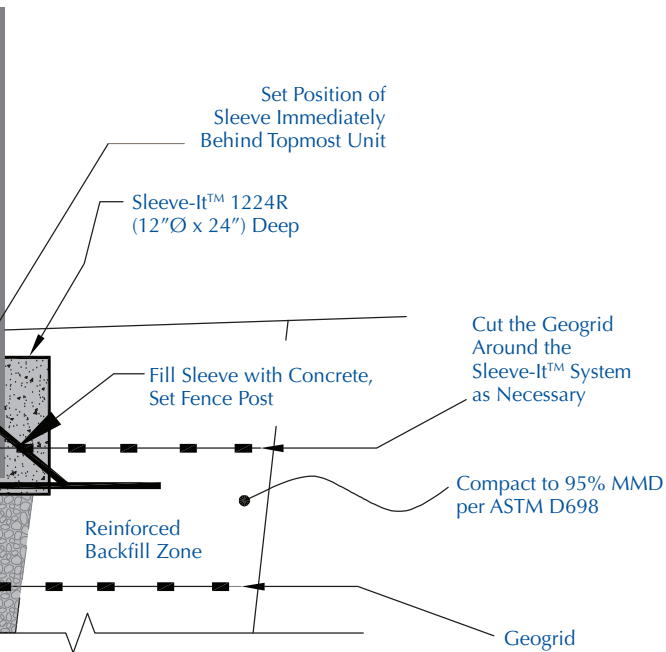 Set Position of
Sleeve Immediately
Behind Topmost Unit
Sleeve-It™ 1224R
(12"Ø x 24") Deep
Cut the Geogrid
Around the
Sleeve-It™ System
as Necessary
Fill Sleeve with Concrete,
Set Fence Post
Compact to 95% MMD
per ASTM D698
Reinforced
Backfill Zone
Geogrid